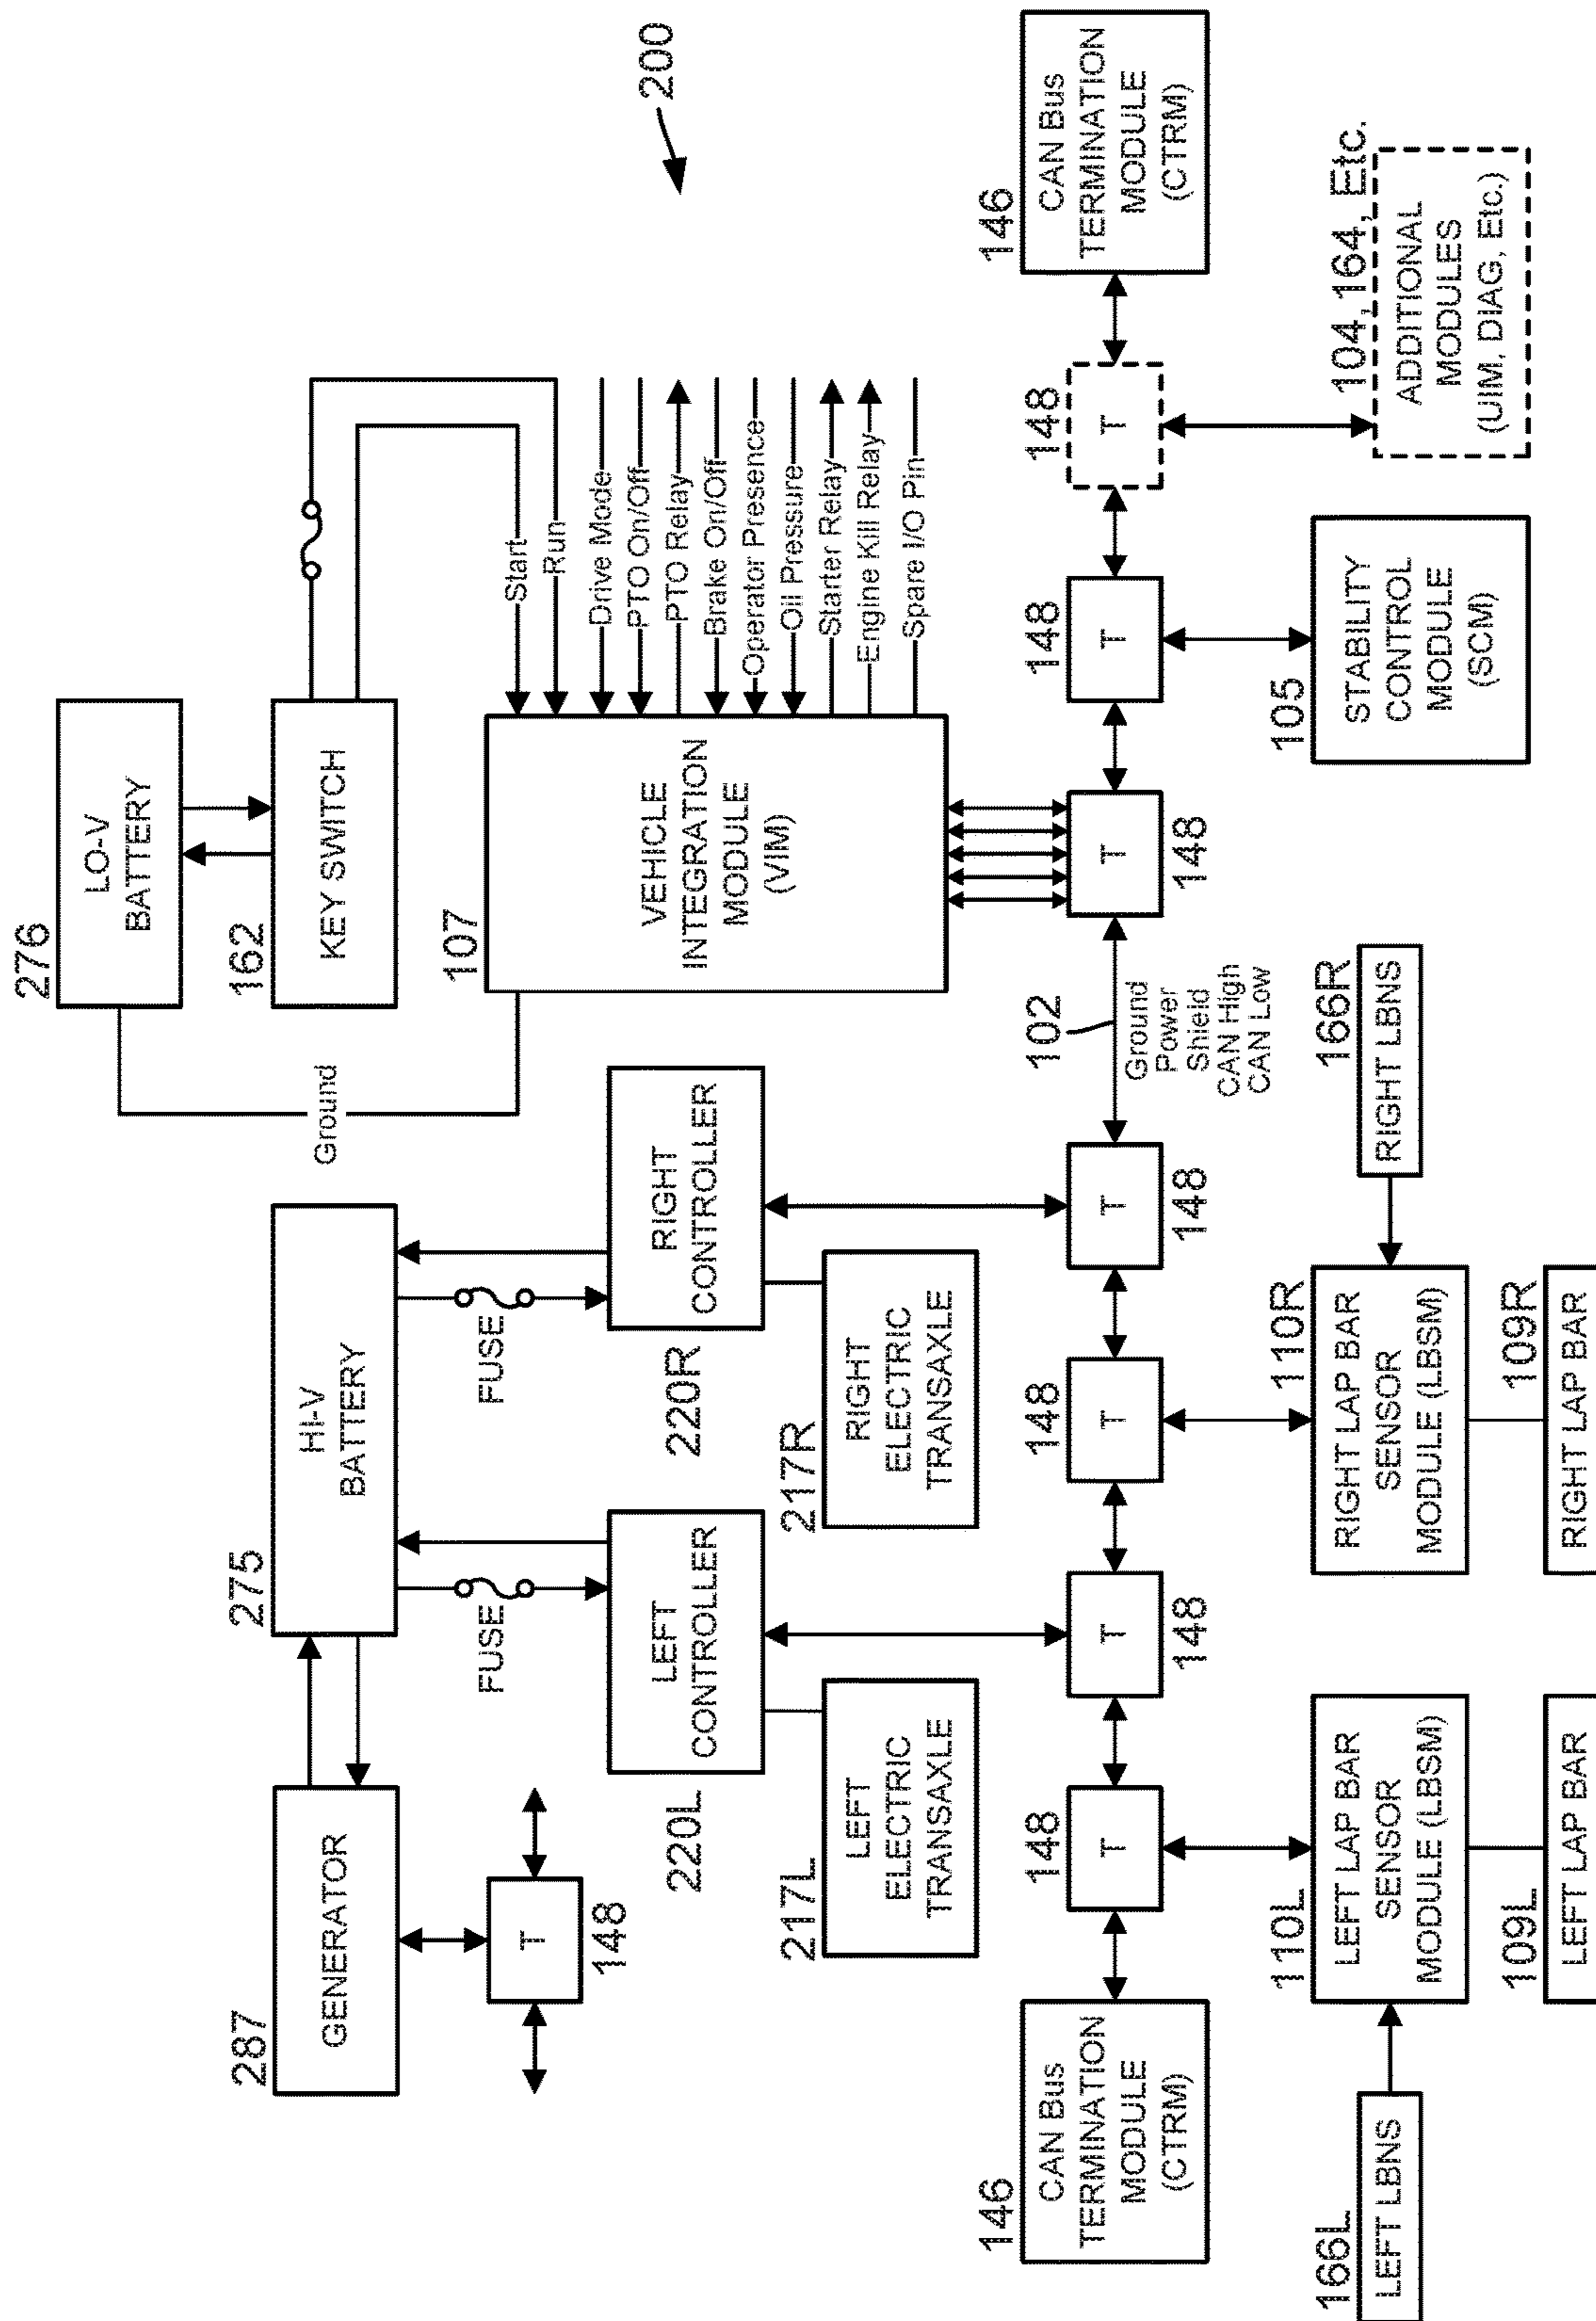 276
LO-V
BATTERY
162
KEY SWITCH
Ground
Start
Run
107
VEHICLE
INTEGRATION
MODULE
(VIM)
Drive Mode
PTO On/Off
PTO Relay
Brake On/Off
Operator Presence
Oil Pressure
Starter Relay
Engine Kill Relay
Spare I/O Pin
200
287
GENERATOR
T
148
275
HI-V
BATTERY
FUSE
FUSE
220L
LEFT
CONTROLLER
220R
RIGHT
CONTROLLER
217L
LEFT
ELECTRIC
TRANSAXLE
217R
RIGHT
ELECTRIC
TRANSAXLE
146
CAN Bus
TERMINATION
MODULE
(CTRM)
T
148
T
148
T
148
T
148
102
Ground
Power
Shield
CAN High
CAN Low
T
148
T
148
T
148
146
CAN Bus
TERMINATION
MODULE
(CTRM)
166L
LEFT LBNS
110L
LEFT LAP BAR
SENSOR
MODULE (LBSM)
109L
LEFT LAP BAR
110R
RIGHT LAP BAR
SENSOR
MODULE (LBSM)
109R
RIGHT LAP BAR
166R
RIGHT LBNS
105
STABILITY
CONTROL
MODULE
(SCM)
104, 164, Etc.
ADDITIONAL
MODULES
(UIM, DIAG, Etc.)